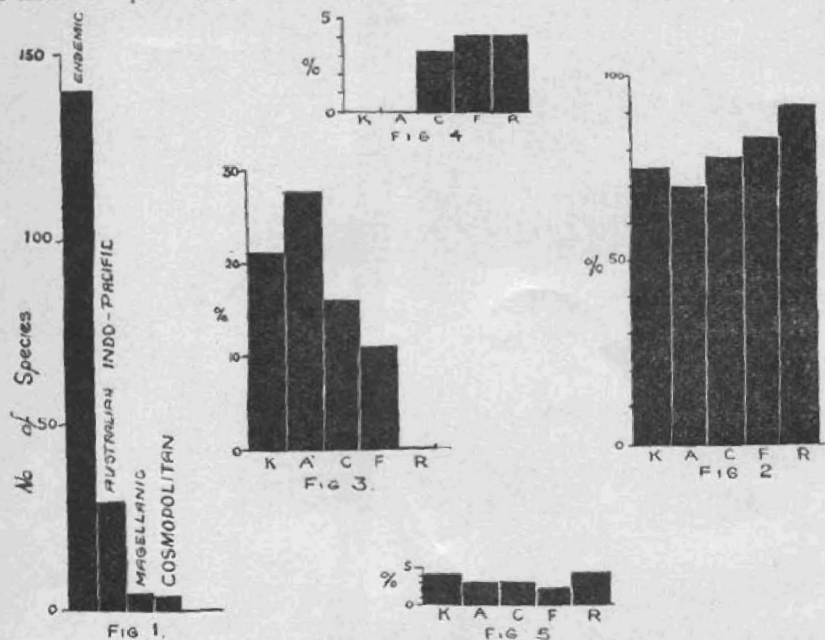 150
100
50
0
No of Species
ENDEMIC
AUSTRALIAN INDO-PACIFIC
MAGELLANIC
COSMOPOLITAN
FIG 1.
5
%
0
K A C F R
FIG 4
30
20
%
10
0
K A C F R
FIG 3.
100
%
50
0
K A C F R
FIG 2
5
%
0
K A C F R
FIG 5